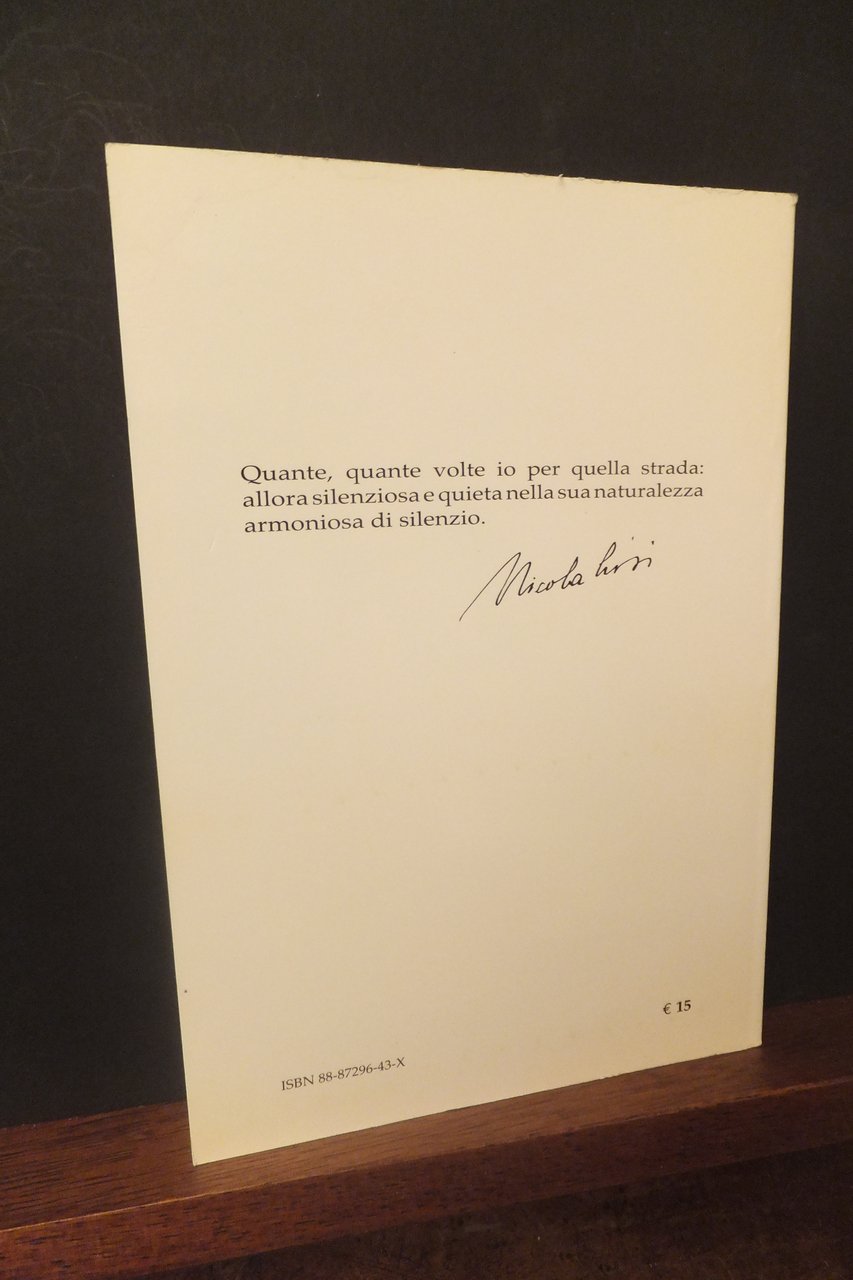 Quante, quante volte io per quella strada:
allora silenziosa e quieta nella sua naturalezza
armoniosa di silenzio.
Nicola Lisi
€ 15
ISBN 88-87296-43-X